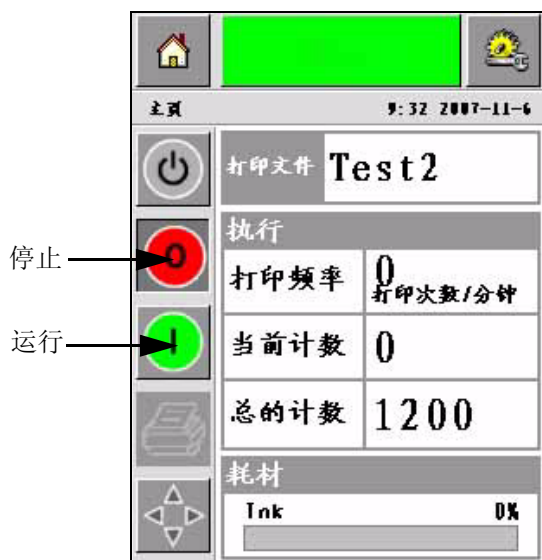 主页 9:32 2007-11-6
打印文件 Test2
执行
停止 0
打印频率 0
打印次数/分钟
运行 I
当前计数 0
总的计数 1200
耗材
Ink 0%